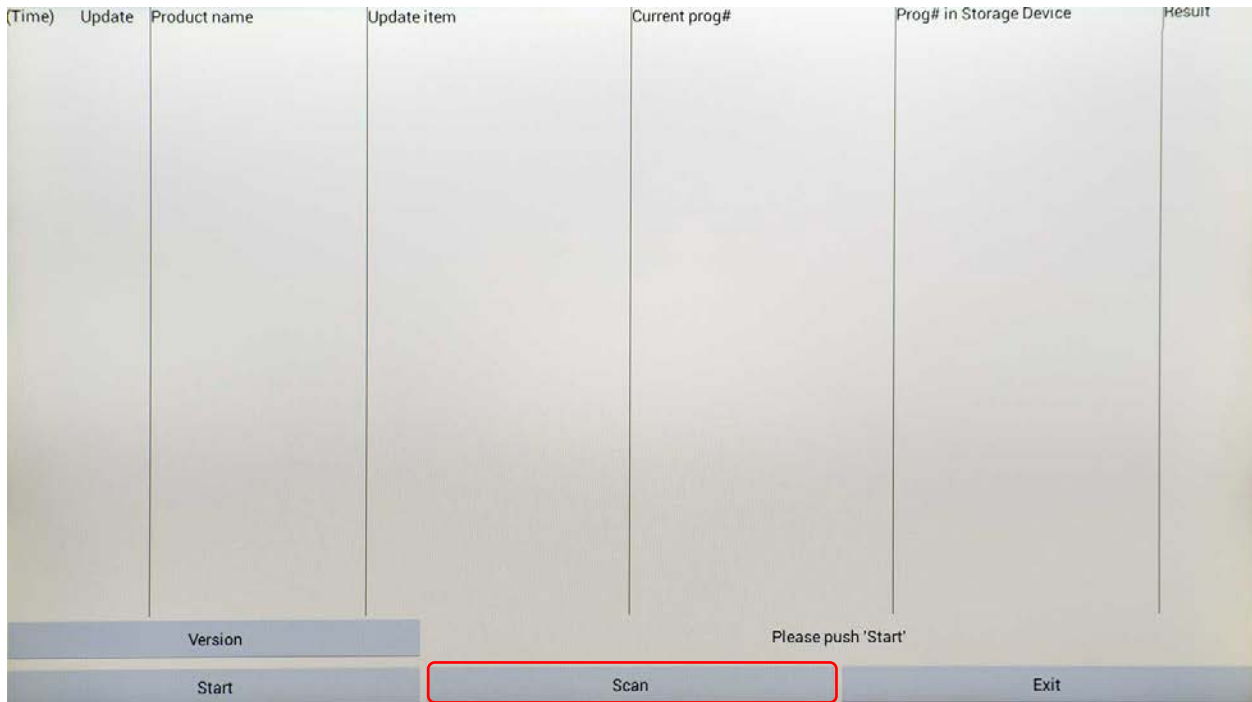 (Time) Update Product name Update item Current prog# Prog# in Storage Device Result
Version Please push 'Start'
Start Scan Exit